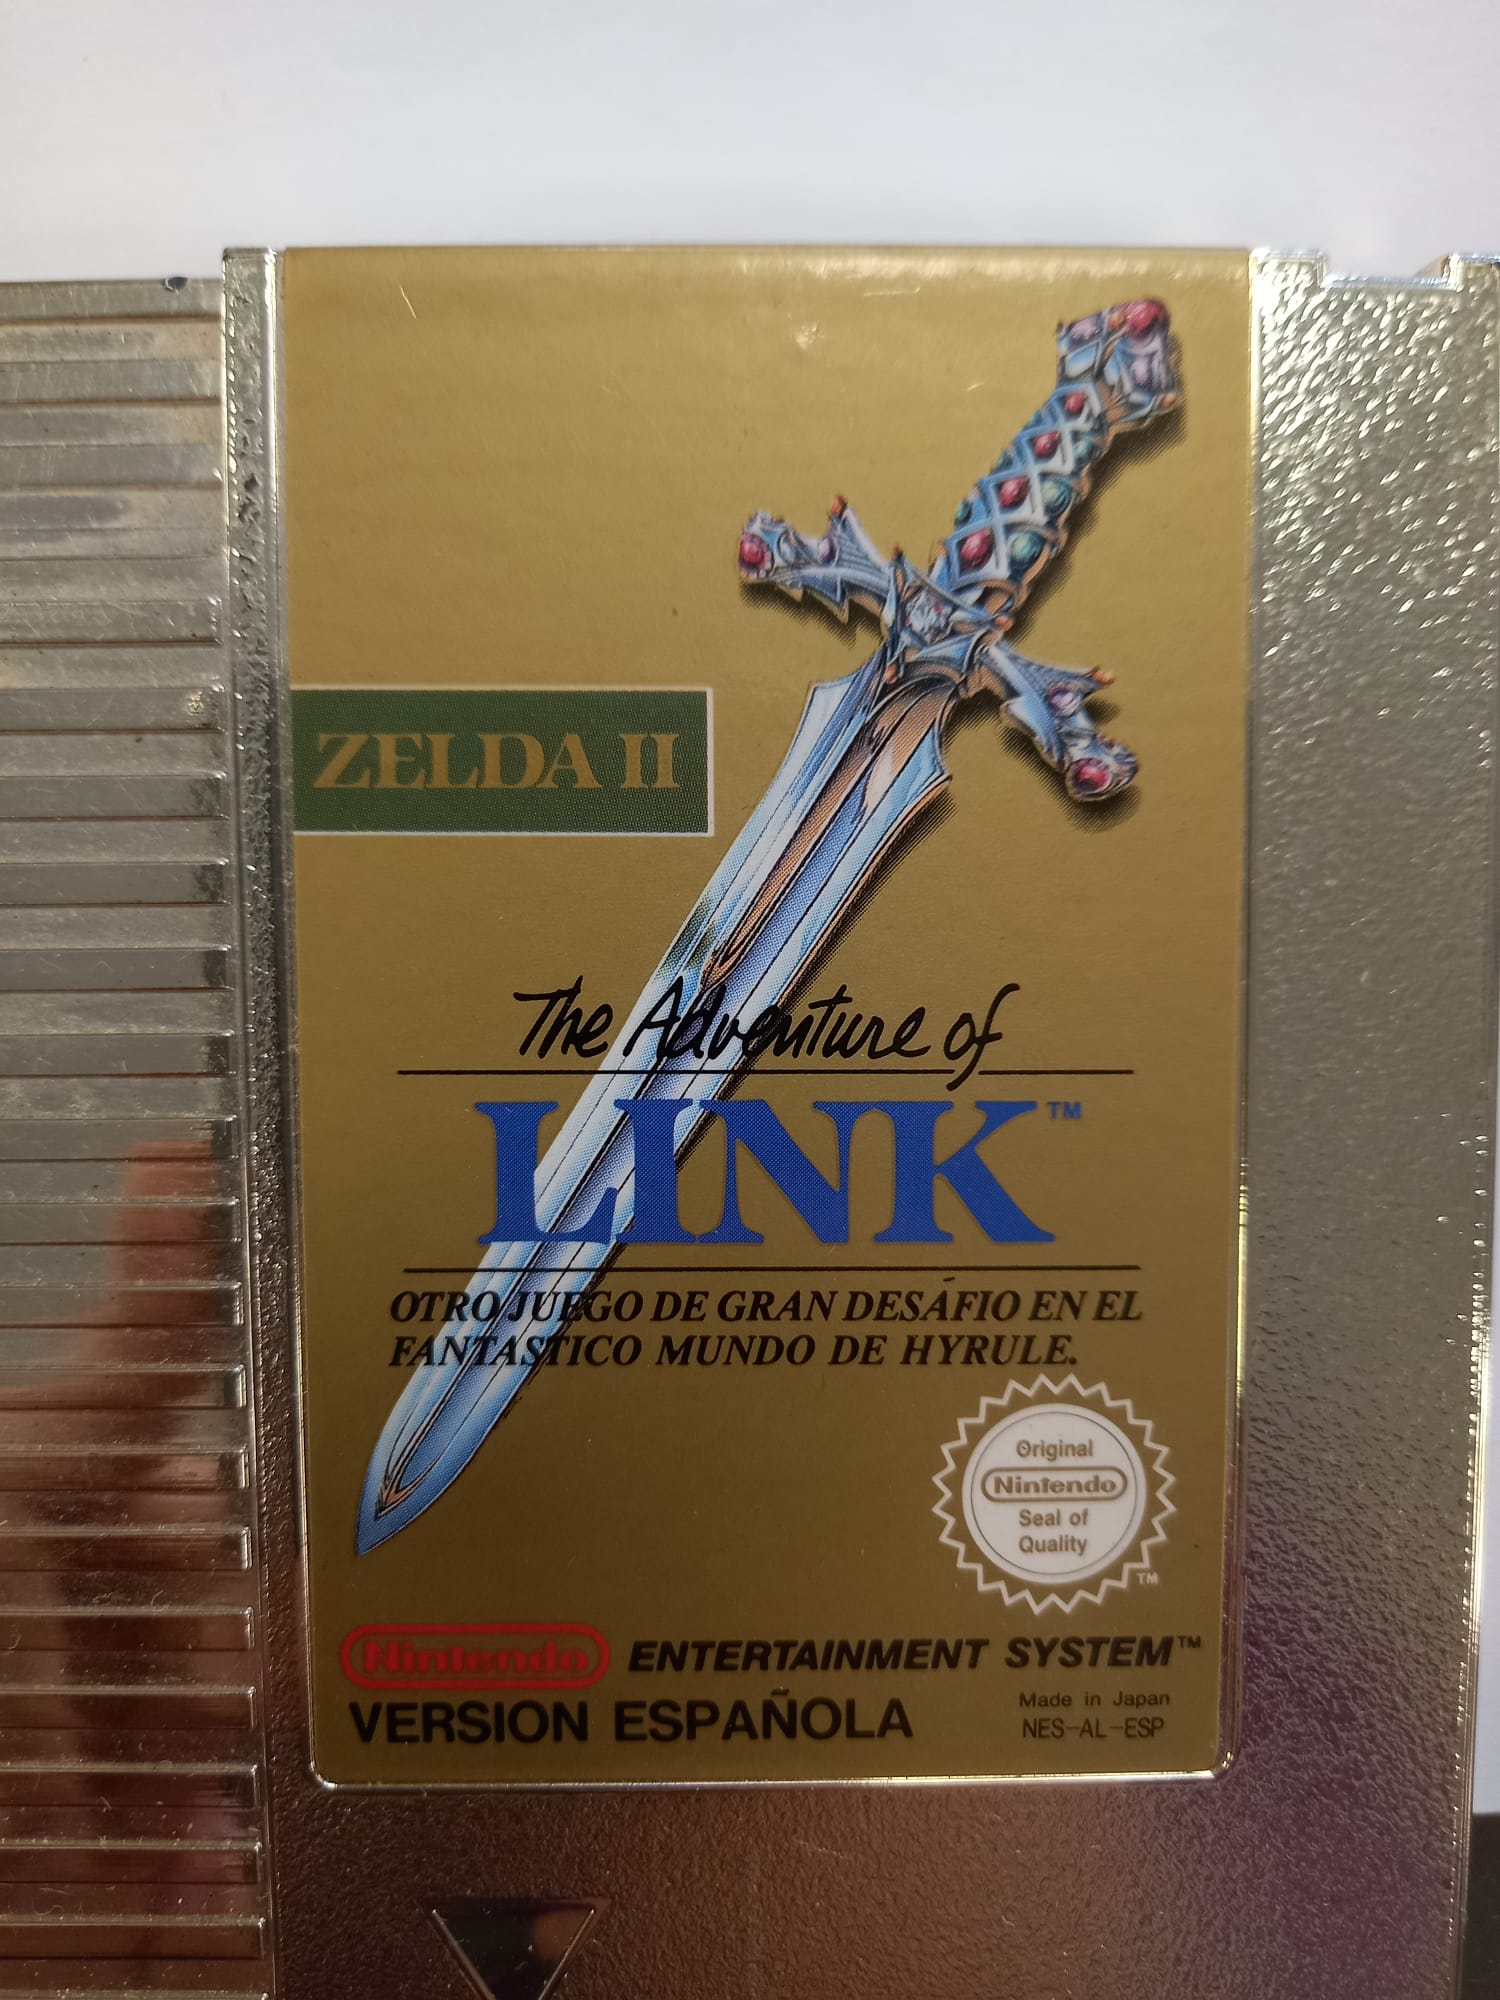 ZELDA II
The Adventure of
LINK™
OTRO JUEGO DE GRAN DESÁFIO EN EL
FANTASTICO MUNDO DE HYRULE.
Original
Nintendo
Seal of
Quality
TM
Nintendo ENTERTAINMENT SYSTEM™
VERSION ESPAÑOLA
Made in Japan
NES-AL-ESP